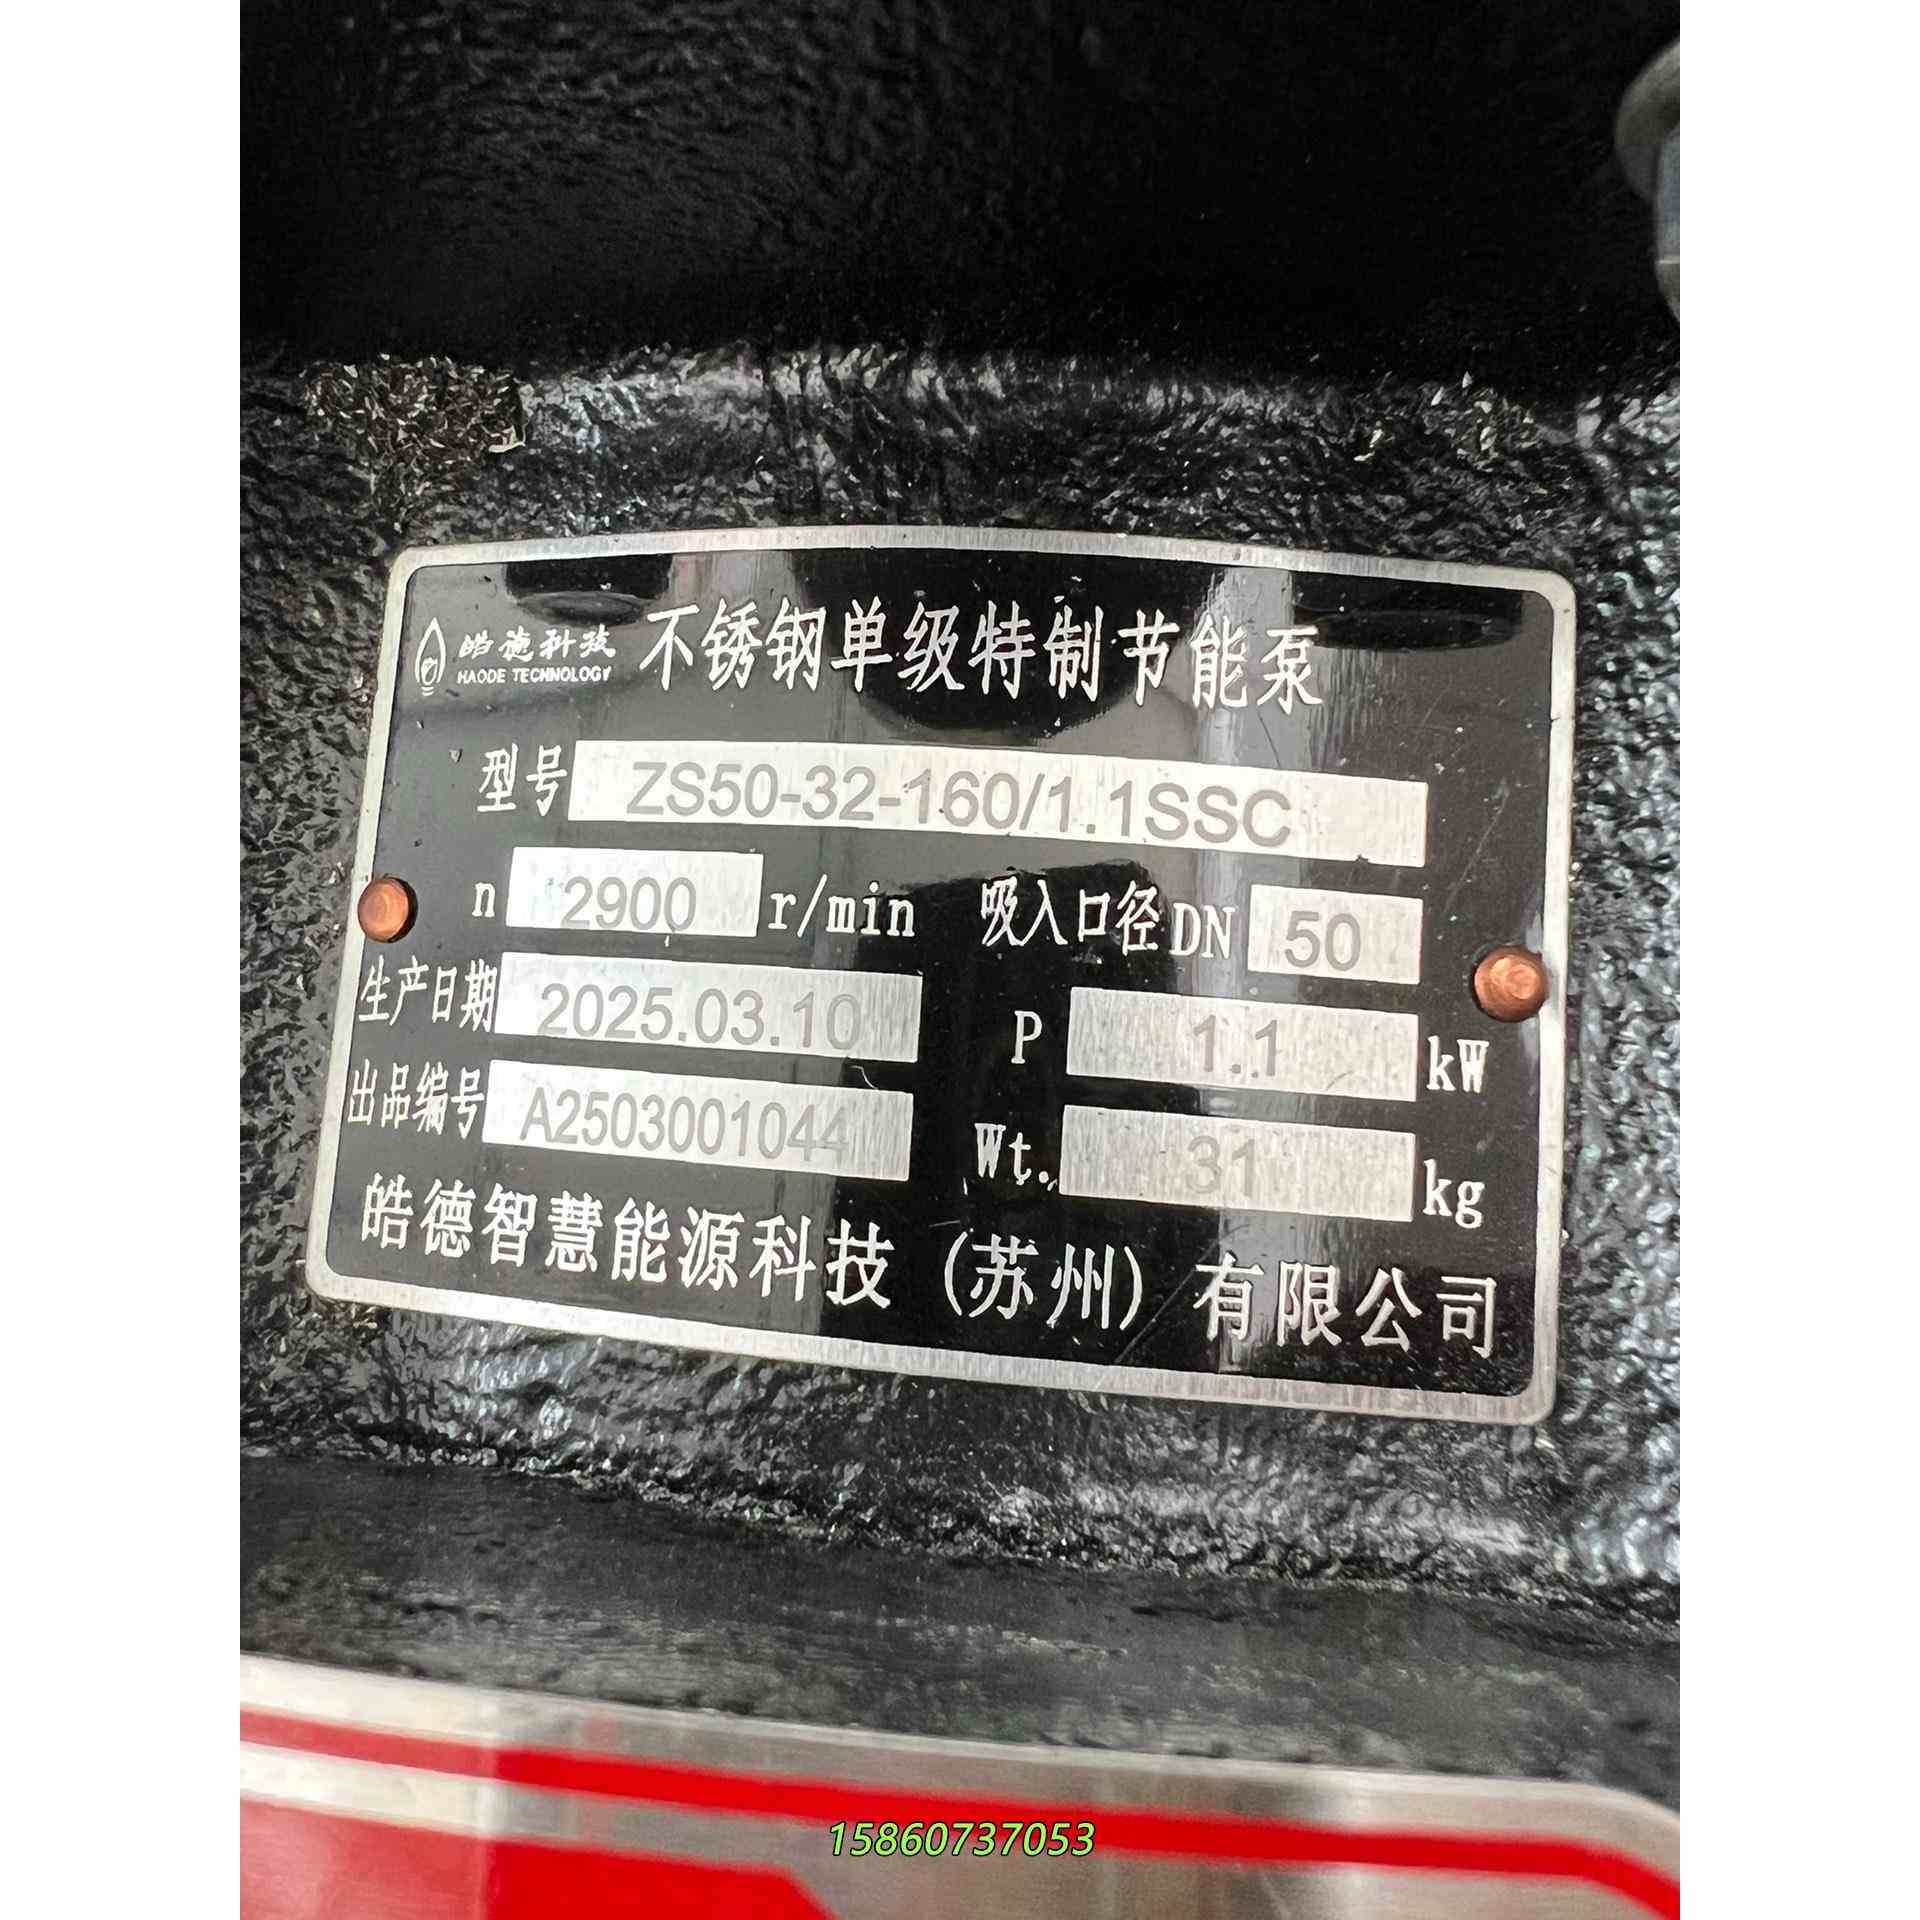 皓德科技 不锈钢单级特制节能泵
HAODE TECHNOLOGY
型号 ZS50-32-160/1.1SSC
n 2900 r/min 吸入口径DN 50
生产日期 2025.03.10 P 1.1 kW
出品编号 A2503001044 Wt. 31 kg
皓德智慧能源科技(苏州)有限公司
15860737053